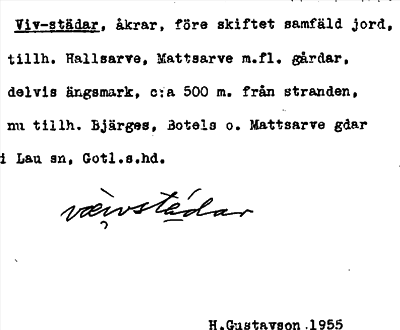 Viv-städar, åkrar, före skiftet samfäld jord,
tillh. Hallsarve, Mattsarve m.fl. gårdar,
delvis ängsmark, c:a 500 m. från stranden,
nu tillh. Bjärges, Botels o. Mattsarve gdar
i Lau sn, Gotl.s.hd.
H.Gustavson 1955